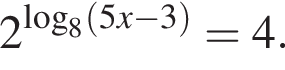 $2^{\log_8(5x-3)} = 4.$